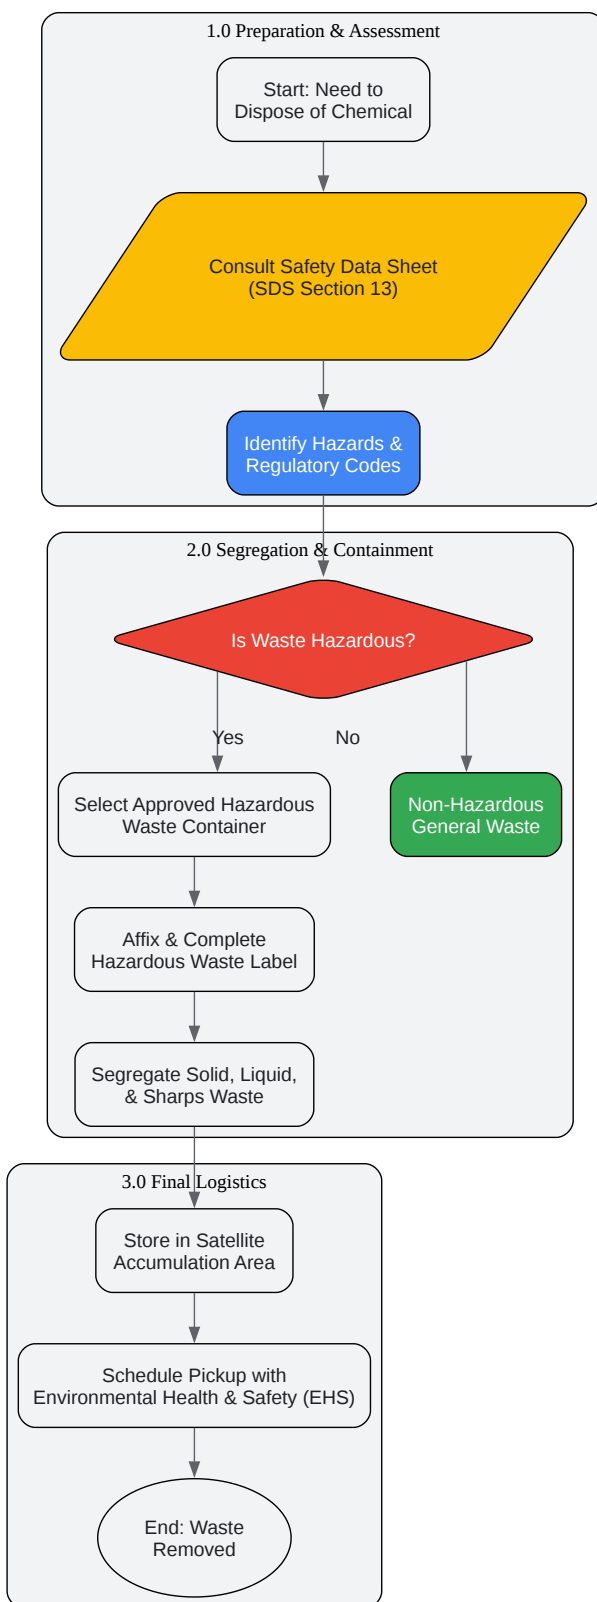 1.0 Preparation & Assessment
Start: Need to
Dispose of Chemical
Consult Safety Data Sheet
(SDS Section 13)
Identify Hazards &
Regulatory Codes
2.0 Segregation & Containment
Is Waste Hazardous?
Yes
No
Select Approved Hazardous
Waste Container
Non-Hazardous
General Waste
Affix & Complete
Hazardous Waste Label
Segregate Solid, Liquid,
& Sharps Waste
3.0 Final Logistics
Store in Satellite
Accumulation Area
Schedule Pickup with
Environmental Health & Safety (EHS)
End: Waste
Removed